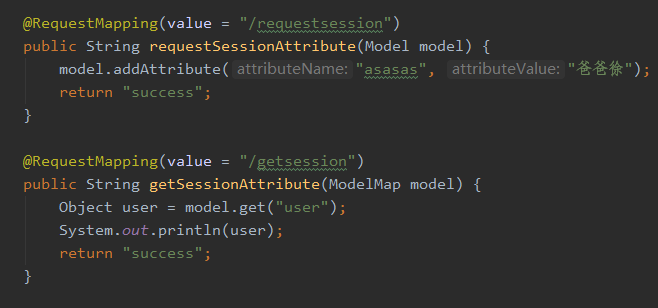 @RequestMapping(value = "/requestsession")
public String requestSessionAttribute(Model model) {
model.addAttribute( attributeName: "asasas", attributeValue: "爸爸徐");
return "success";
}
@RequestMapping(value = "/getsession")
public String getSessionAttribute(ModelMap model) {
Object user = model.get("user");
System.out.println(user);
return "success";
}